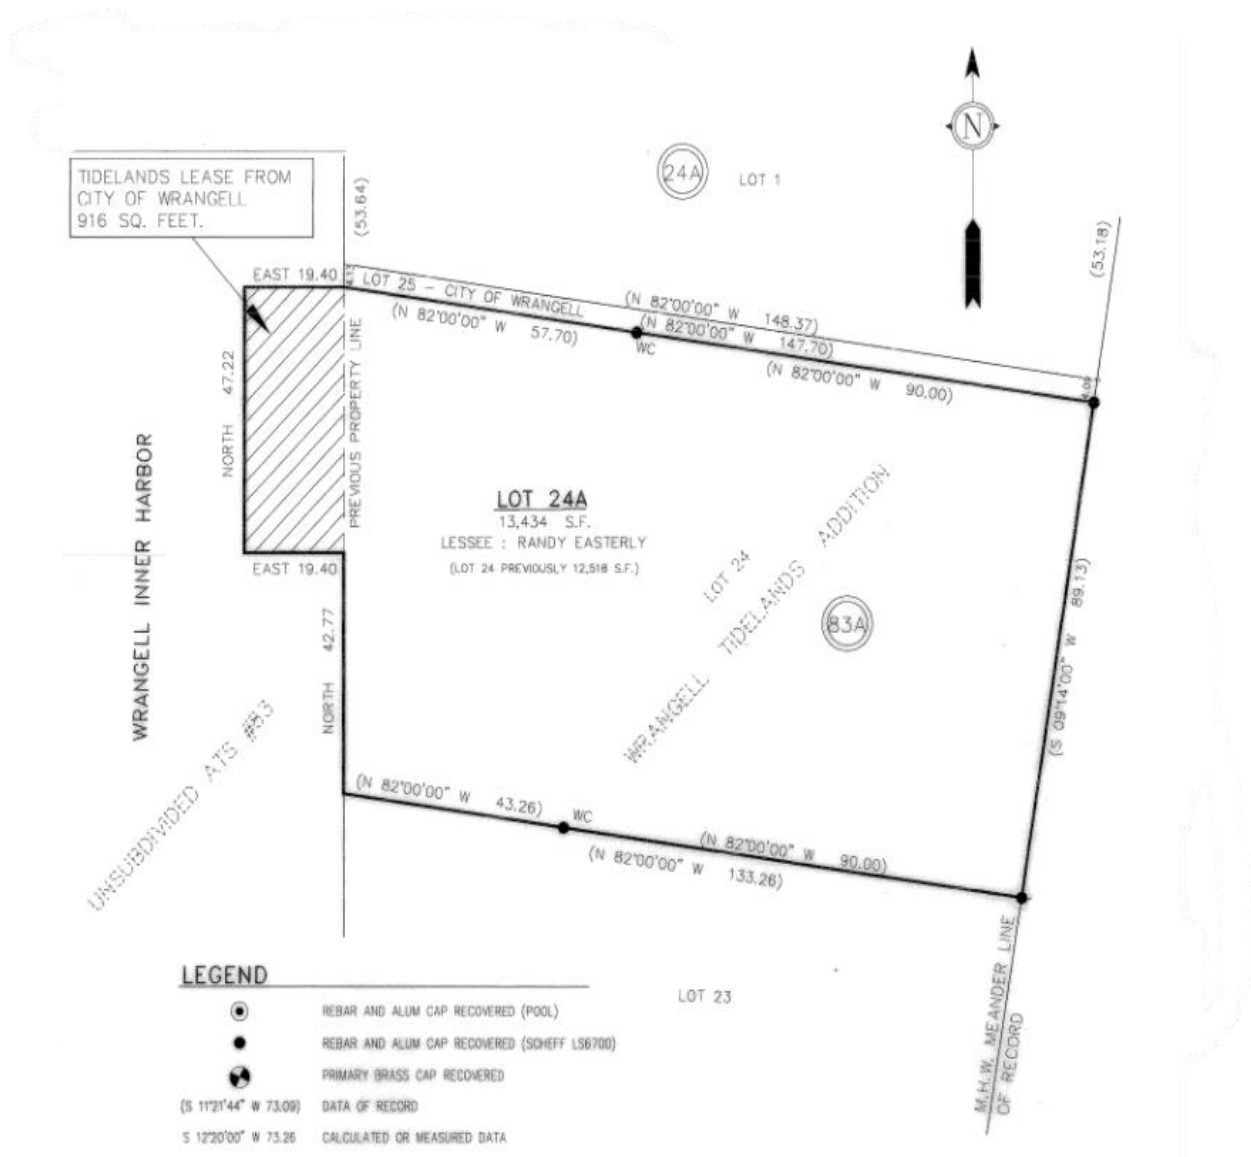 N
24A
LOT 1
TIDELANDS LEASE FROM
CITY OF WRANGELL
916 SQ. FEET.
(53.64)
(53.18)
EAST 19.40
4.13
LOT 25 - CITY OF WRANGELL
(N 82°00'00" W 148.37)
(N 82°00'00" W 147.70)
(N 82°00'00" W 57.70)
WC
(N 82°00'00" W 90.00)
4.09
NORTH 47.22
PREVIOUS PROPERTY LINE
WRANGELL INNER HARBOR
LOT 24A
13,434 S.F.
LESSEE : RANDY EASTERLY
(LOT 24 PREVIOUSLY 12,518 S.F.)
LOT 24
WRANGELL TIDELANDS ADDITION
83A
(S 09°14'00" W 89.13)
EAST 19.40
NORTH 42.77
UNSUBDIVIDED ATS #83
(N 82°00'00" W 43.26)
WC
(N 82°00'00" W 90.00)
(N 82°00'00" W 133.26)
M.H.W. MEANDER LINE
OF RECORD
LOT 23
LEGEND
REBAR AND ALUM CAP RECOVERED (POOL)
REBAR AND ALUM CAP RECOVERED (SCHEFF LS6700)
PRIMARY BRASS CAP RECOVERED
(S 11°21'44" W 73.09) DATA OF RECORD
S 12°20'00" W 73.26 CALCULATED OR MEASURED DATA